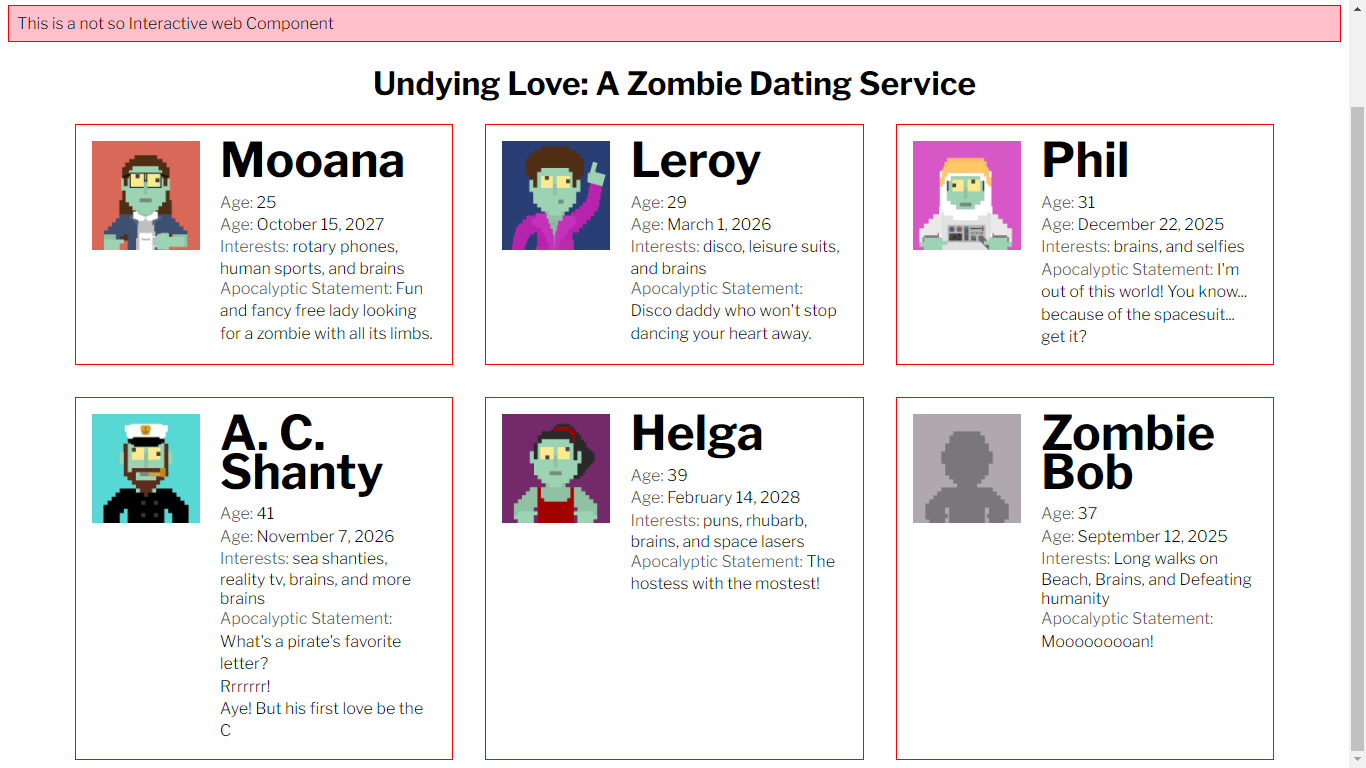 This is a not so Interactive web Component
Undying Love: A Zombie Dating Service
Mooana
Age: 25
Age: October 15, 2027
Interests: rotary phones,
human sports, and brains
Apocalyptic Statement: Fun
and fancy free lady looking
for a zombie with all its limbs.
Leroy
Age: 29
Age: March 1, 2026
Interests: disco, leisure suits,
and brains
Apocalyptic Statement:
Disco daddy who won't stop
dancing your heart away.
Phil
Age: 31
Age: December 22, 2025
Interests: brains, and selfies
Apocalyptic Statement: I'm
out of this world! You know...
because of the spacesuit...
get it?
A. C.
Shanty
Age: 41
Age: November 7, 2026
Interests: sea shanties,
reality tv, brains, and more
brains
Apocalyptic Statement:
What's a pirate's favorite
letter?
Rrrrrrr!
Aye! But his first love be the
C
Helga
Age: 39
Age: February 14, 2028
Interests: puns, rhubarb,
brains, and space lasers
Apocalyptic Statement: The
hostess with the mostest!
Zombie
Bob
Age: 37
Age: September 12, 2025
Interests: Long walks on
Beach, Brains, and Defeating
humanity
Apocalyptic Statement:
Mooooooooan!